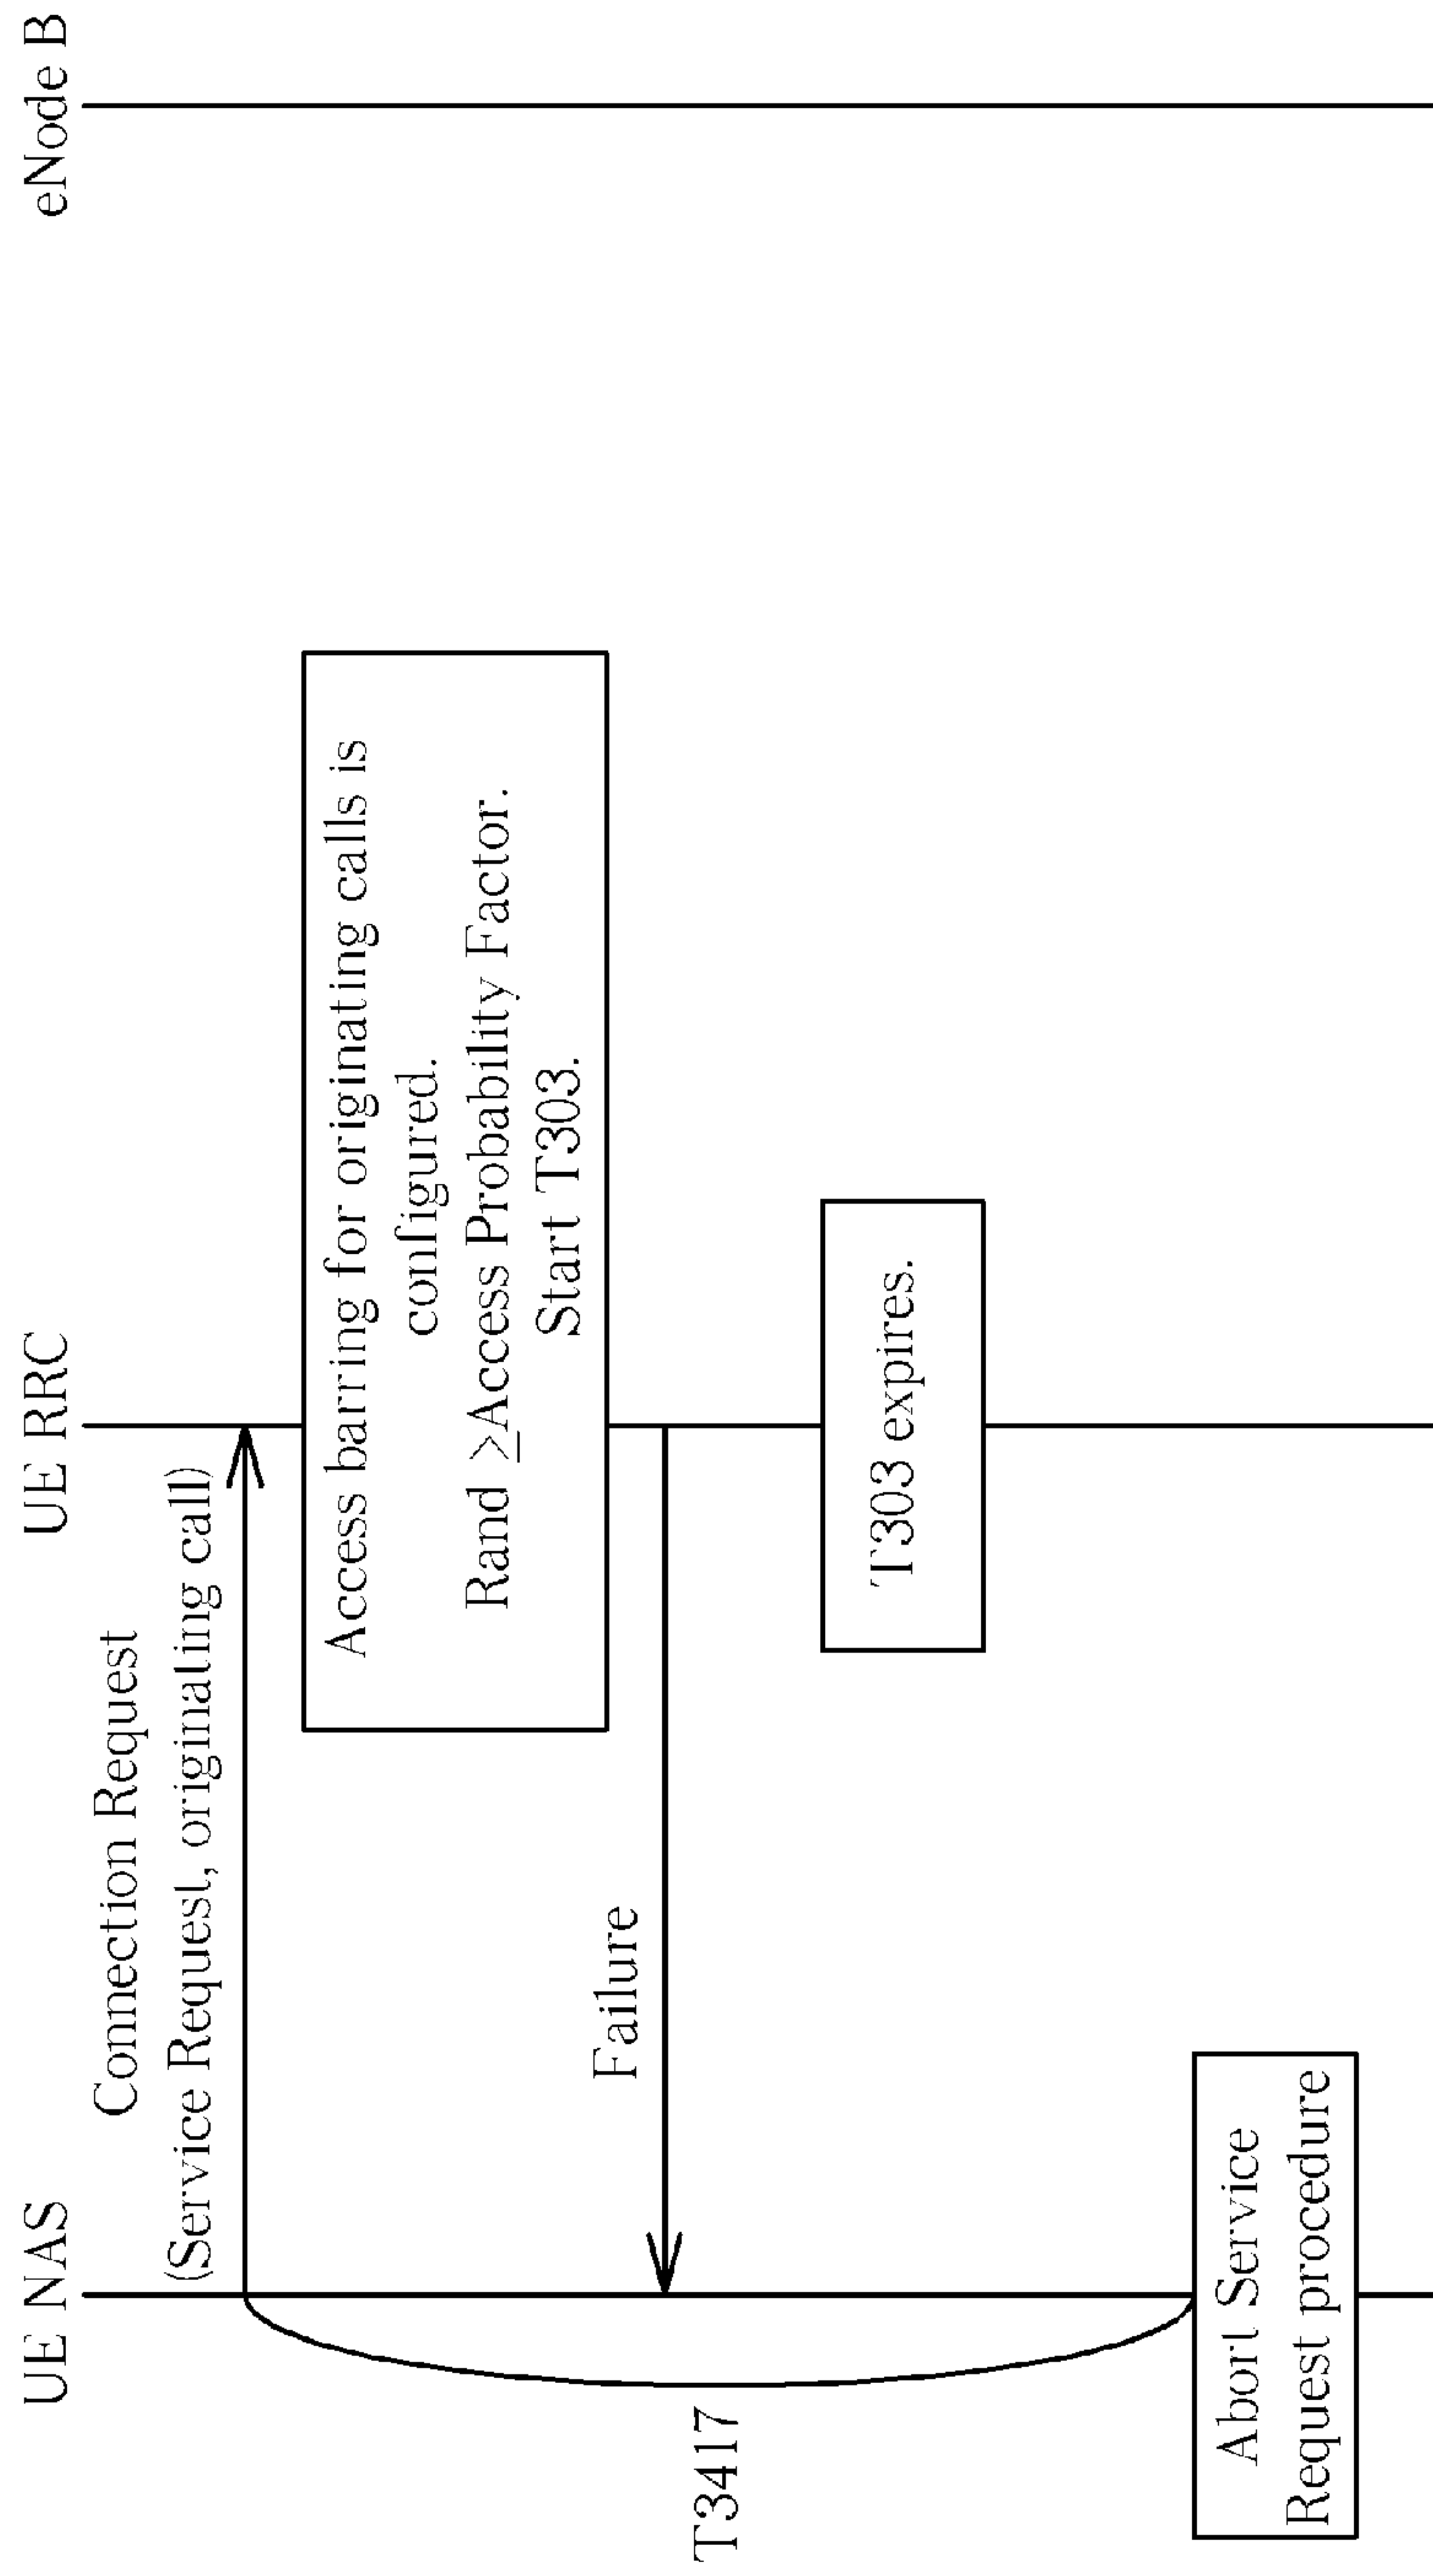 UE NAS
UE RRC
eNode B
Connection Request
(Service Request, originating call)
Access barring for originating calls is
configured.
Rand ≥Access Probability Factor.
Start T303.
Failure
T3417
T303 expires.
Abort Service
Request procedure